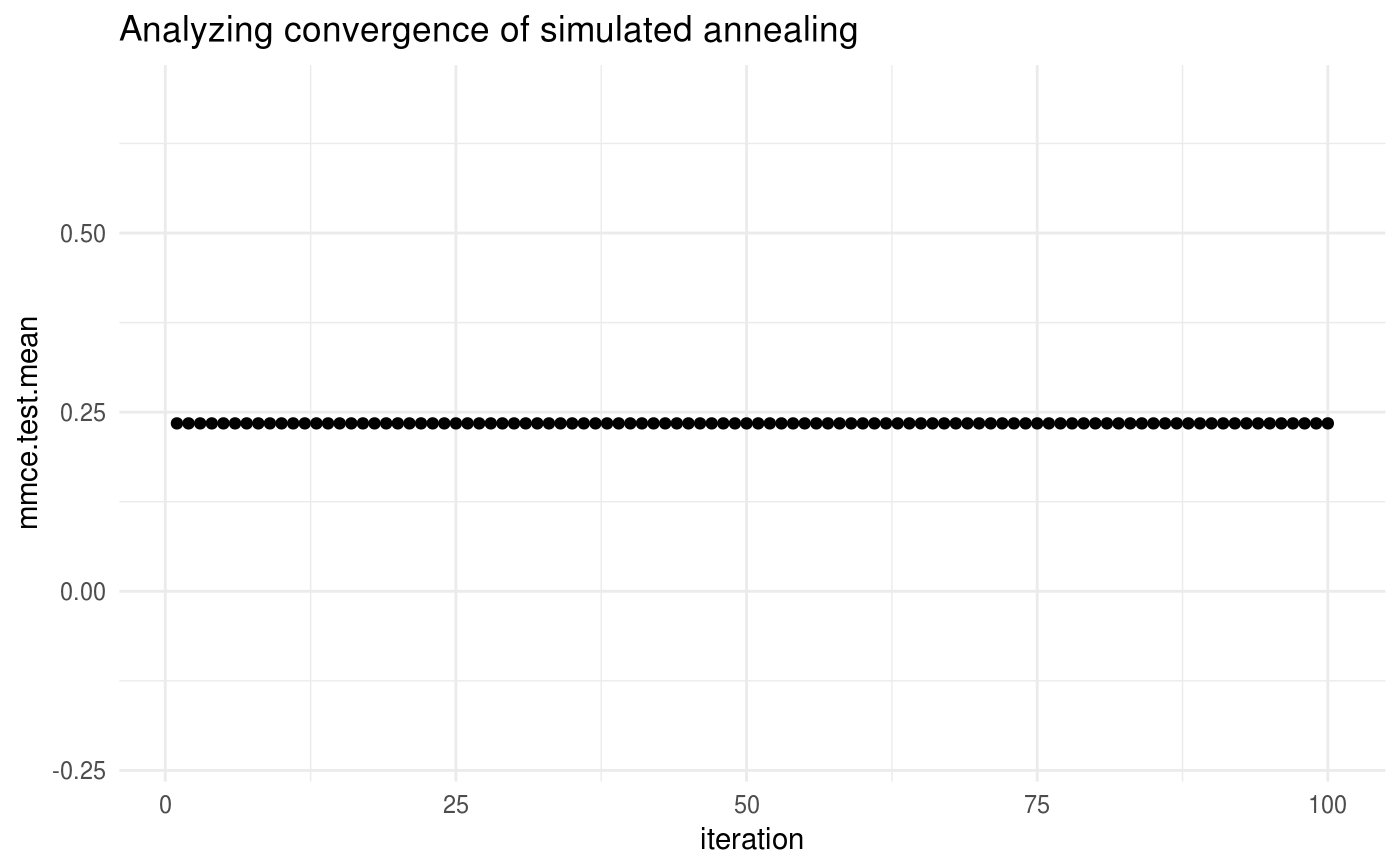 Analyzing convergence of simulated annealing
mmce.test.mean
0.50
0.25
0.00
-0.25
0 25 50 75 100
iteration